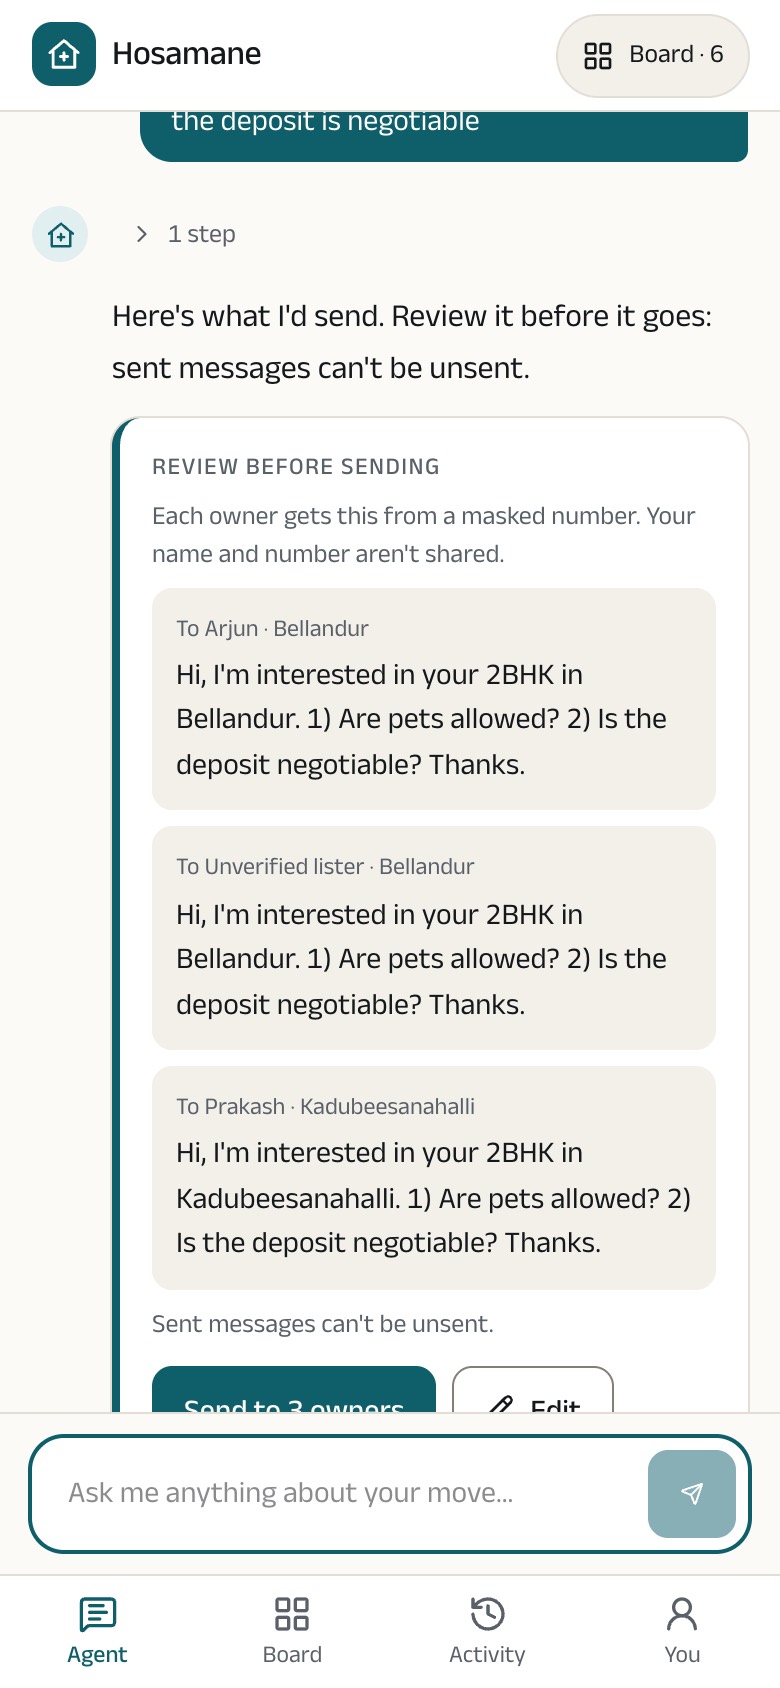 Hosamane
Board · 6
the deposit is negotiable
1 step
Here's what I'd send. Review it before it goes:
sent messages can't be unsent.
REVIEW BEFORE SENDING
Each owner gets this from a masked number. Your
name and number aren't shared.
To Arjun · Bellandur
Hi, I'm interested in your 2BHK in
Bellandur. 1) Are pets allowed? 2) Is the
deposit negotiable? Thanks.
To Unverified lister · Bellandur
Hi, I'm interested in your 2BHK in
Bellandur. 1) Are pets allowed? 2) Is the
deposit negotiable? Thanks.
To Prakash · Kadubeesanahalli
Hi, I'm interested in your 2BHK in
Kadubeesanahalli. 1) Are pets allowed? 2)
Is the deposit negotiable? Thanks.
Sent messages can't be unsent.
Send to 3 owners
Edit
Ask me anything about your move...
Agent
Board
Activity
You